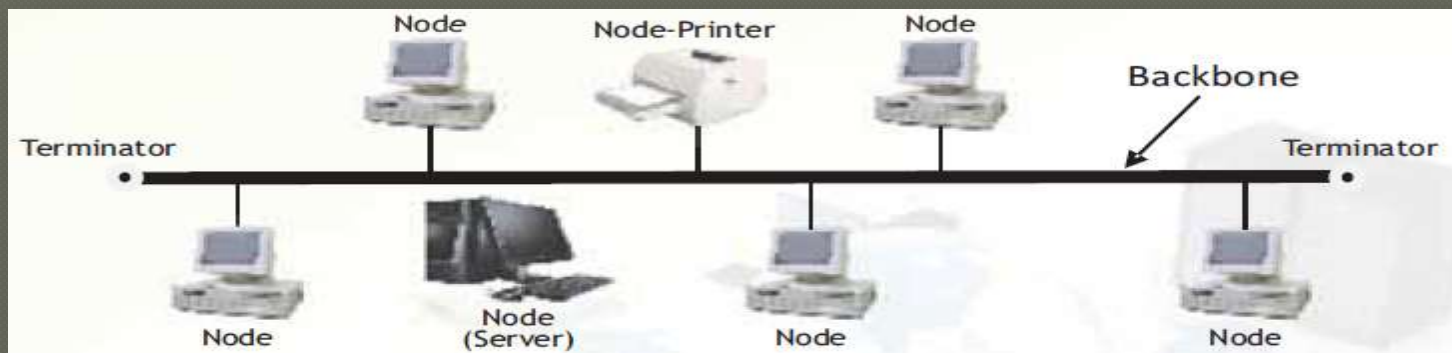 Node
Node-Printer
Node
Backbone
Terminator
Terminator
Node
Node
(Server)
Node
Node